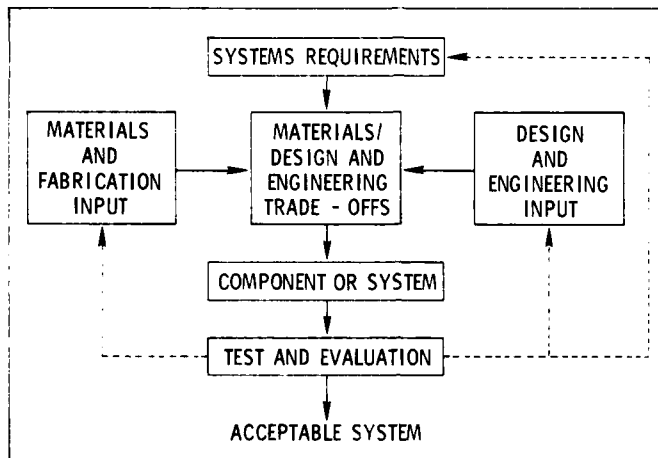 SYSTEMS REQUIREMENTS
MATERIALS
AND
FABRICATION
INPUT
MATERIALS/
DESIGN AND
ENGINEERING
TRADE - OFFS
DESIGN
AND
ENGINEERING
INPUT
COMPONENT OR SYSTEM
TEST AND EVALUATION
ACCEPTABLE SYSTEM